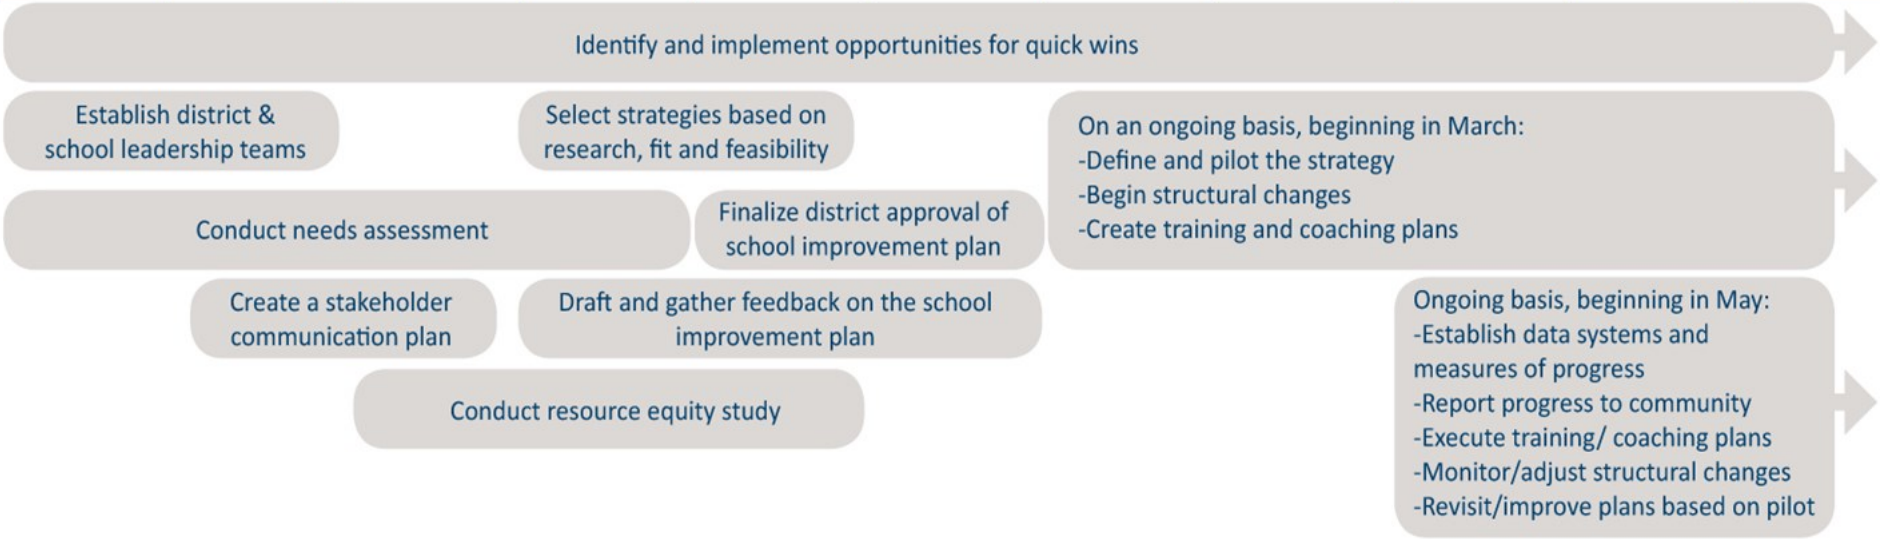 Identify and implement opportunities for quick wins
Establish district &
school leadership teams
Select strategies based on
research, fit and feasibility
On an ongoing basis, beginning in March:
-Define and pilot the strategy
-Begin structural changes
-Create training and coaching plans
Conduct needs assessment
Finalize district approval of
school improvement plan
Create a stakeholder
communication plan
Draft and gather feedback on the school
improvement plan
Ongoing basis, beginning in May:
-Establish data systems and
measures of progress
-Report progress to community
-Execute training/ coaching plans
-Monitor/adjust structural changes
-Revisit/improve plans based on pilot
Conduct resource equity study